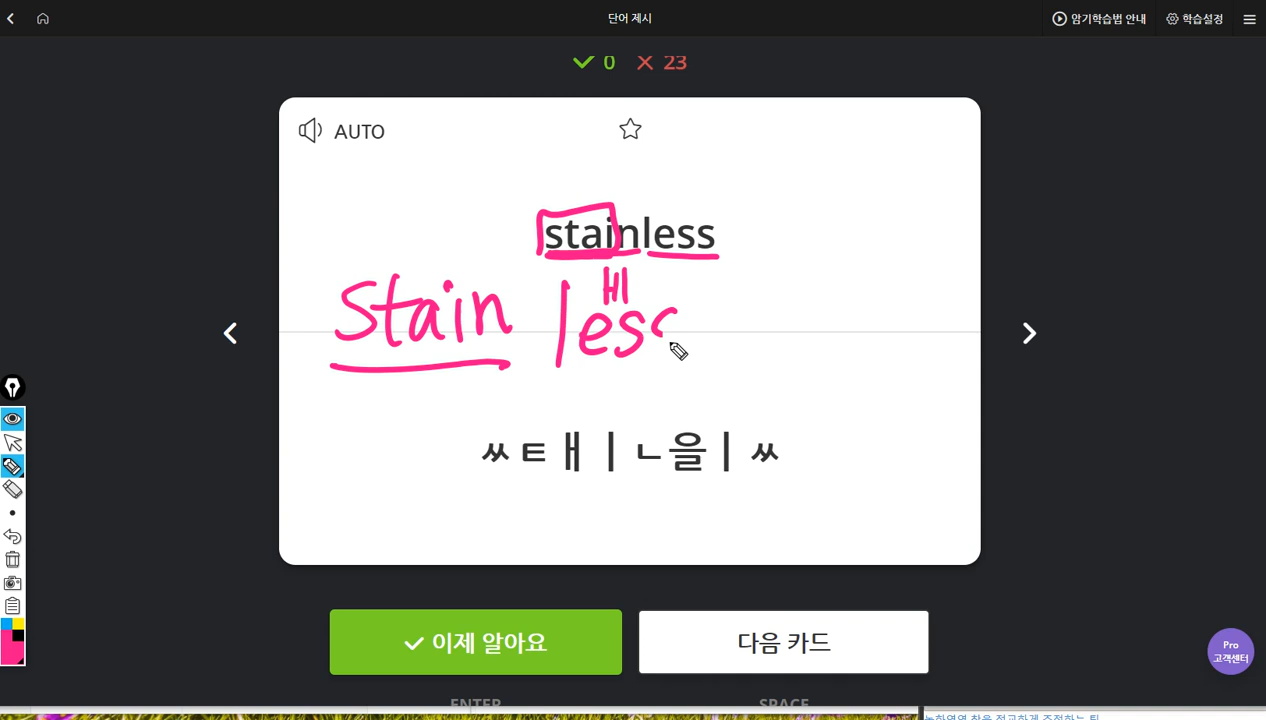 단어 제시
암기학습법 안내
학습설정
0
23
AUTO
stainless
Stain les
ㅆㅌㅐㅣㄴ을ㅣㅆ
이제 알아요
다음 카드
Pro
고객센터
ENTER
SPACE